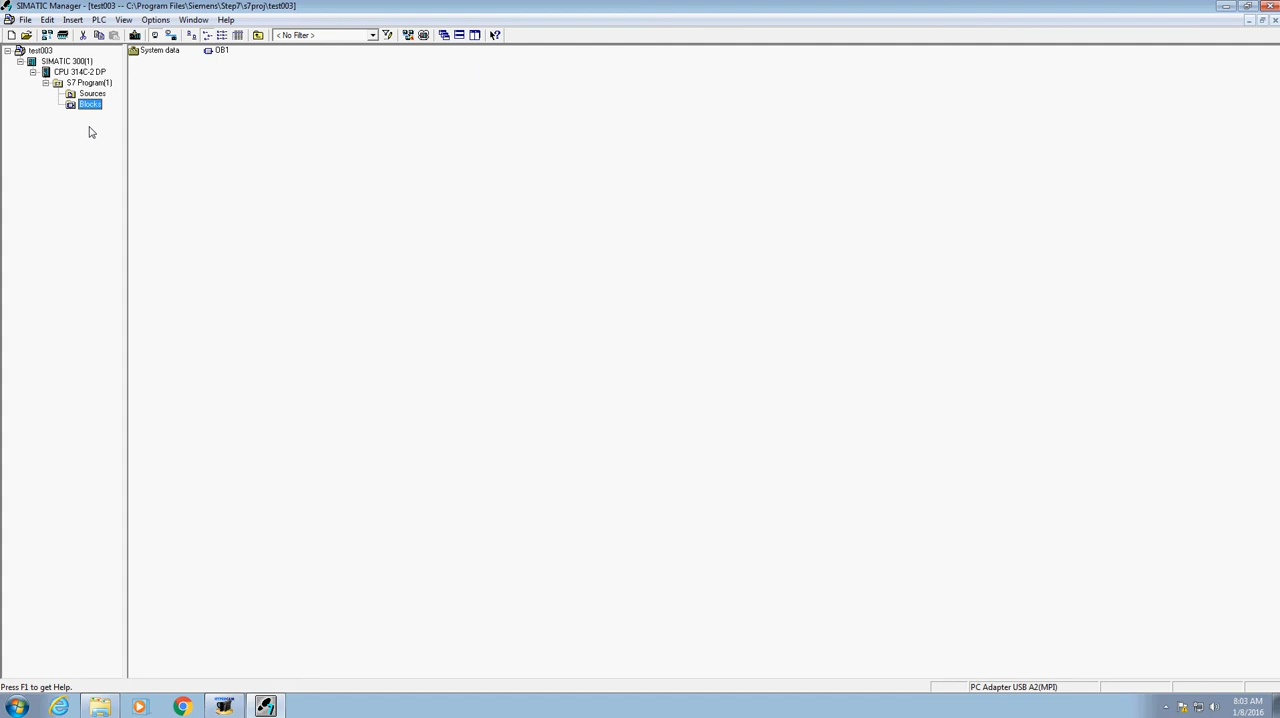 SIMATIC Manager - [test003 -- C:\Program Files\Siemens\Step7\s7proj\test003]
File Edit Insert PLC View Options Window Help
< No Filter >
test003
SIMATIC 300(1)
CPU 314C-2 DP
S7 Program(1)
Sources
Blocks
System data OB1
Press F1 to get Help.
PC Adapter USB A2(MPI)
8:03 AM
1/8/2016